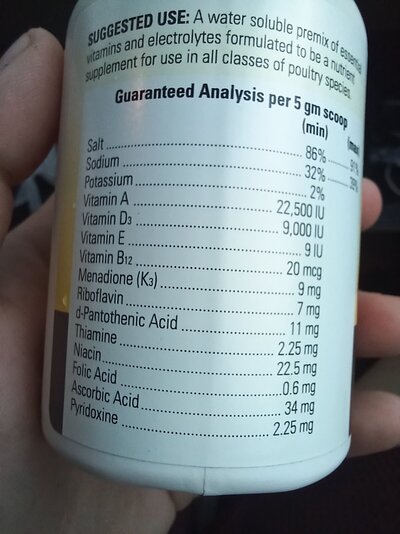 SUGGESTED USE: A water soluble premix of essential
vitamins and electrolytes formulated to be a nutrient
supplement for use in all classes of poultry species.
Guaranteed Analysis per 5 gm scoop
(min) (max)
Salt 86% 91%
Sodium 32%
Potassium 2%
Vitamin A 22,500 IU
Vitamin D3 9,000 IU
Vitamin E 9 IU
Vitamin B12 20 mcg
Menadione (K3) 9 mg
Riboflavin 7 mg
d-Pantothenic Acid 11 mg
Thiamine 2.25 mg
Niacin 22.5 mg
Folic Acid 0.6 mg
Ascorbic Acid 34 mg
Pyridoxine 2.25 mg